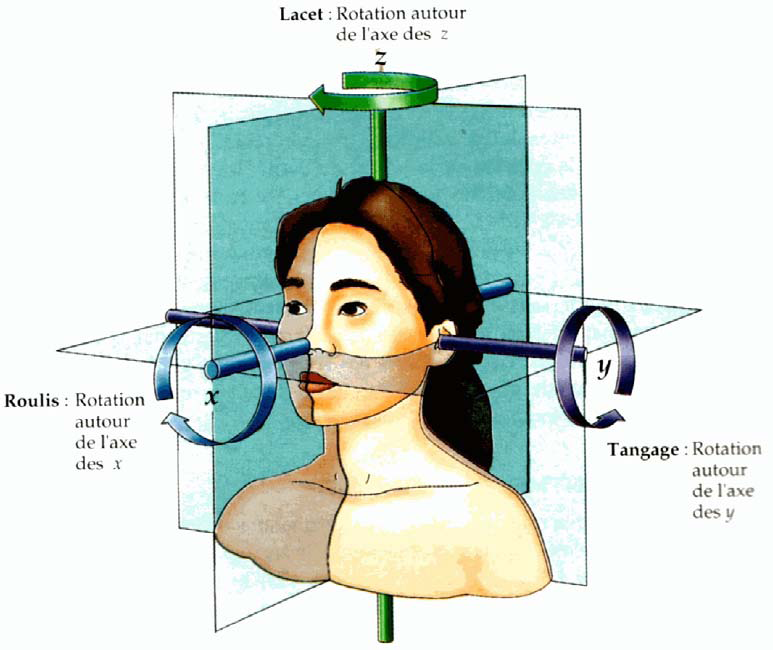 Lacet : Rotation autour
de l'axe des z
z
x
y
Roulis : Rotation
autour
de l'axe
des x
Tangage : Rotation
autour
de l'axe
des y